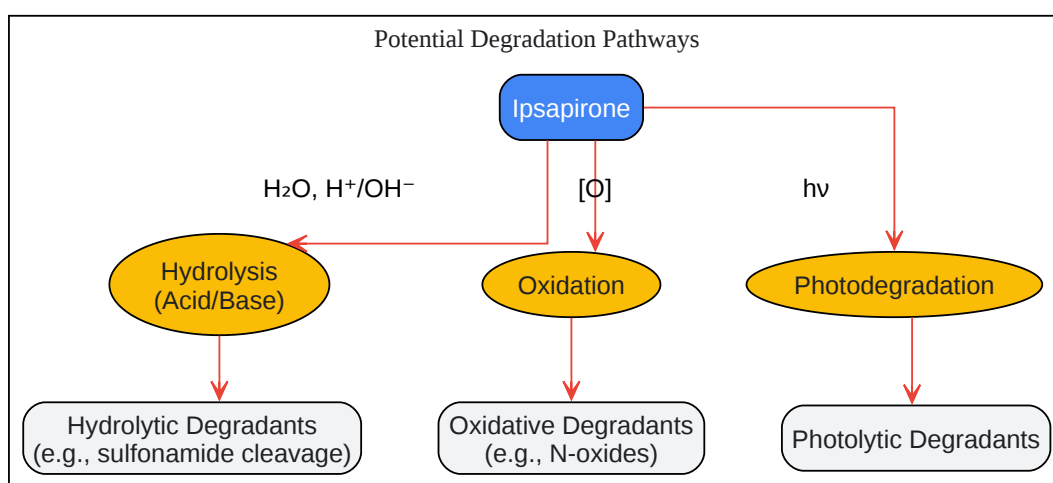 Potential Degradation Pathways
Ipsapirone
H₂O, H⁺/OH⁻
[O]
hν
Hydrolysis
(Acid/Base)
Oxidation
Photodegradation
Hydrolytic Degradants
(e.g., sulfonamide cleavage)
Oxidative Degradants
(e.g., N-oxides)
Photolytic Degradants